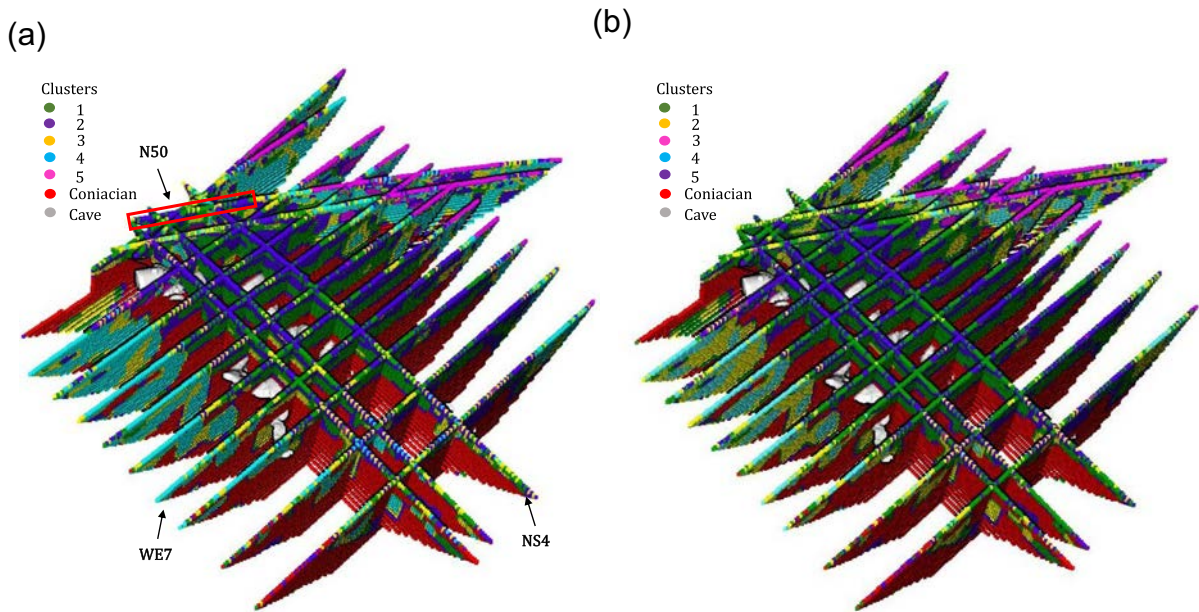 (a)
Clusters
1
2
3
4
5
Coniacian
Cave
N50
WE7
NS4
(b)
Clusters
1
2
3
4
5
Coniacian
Cave